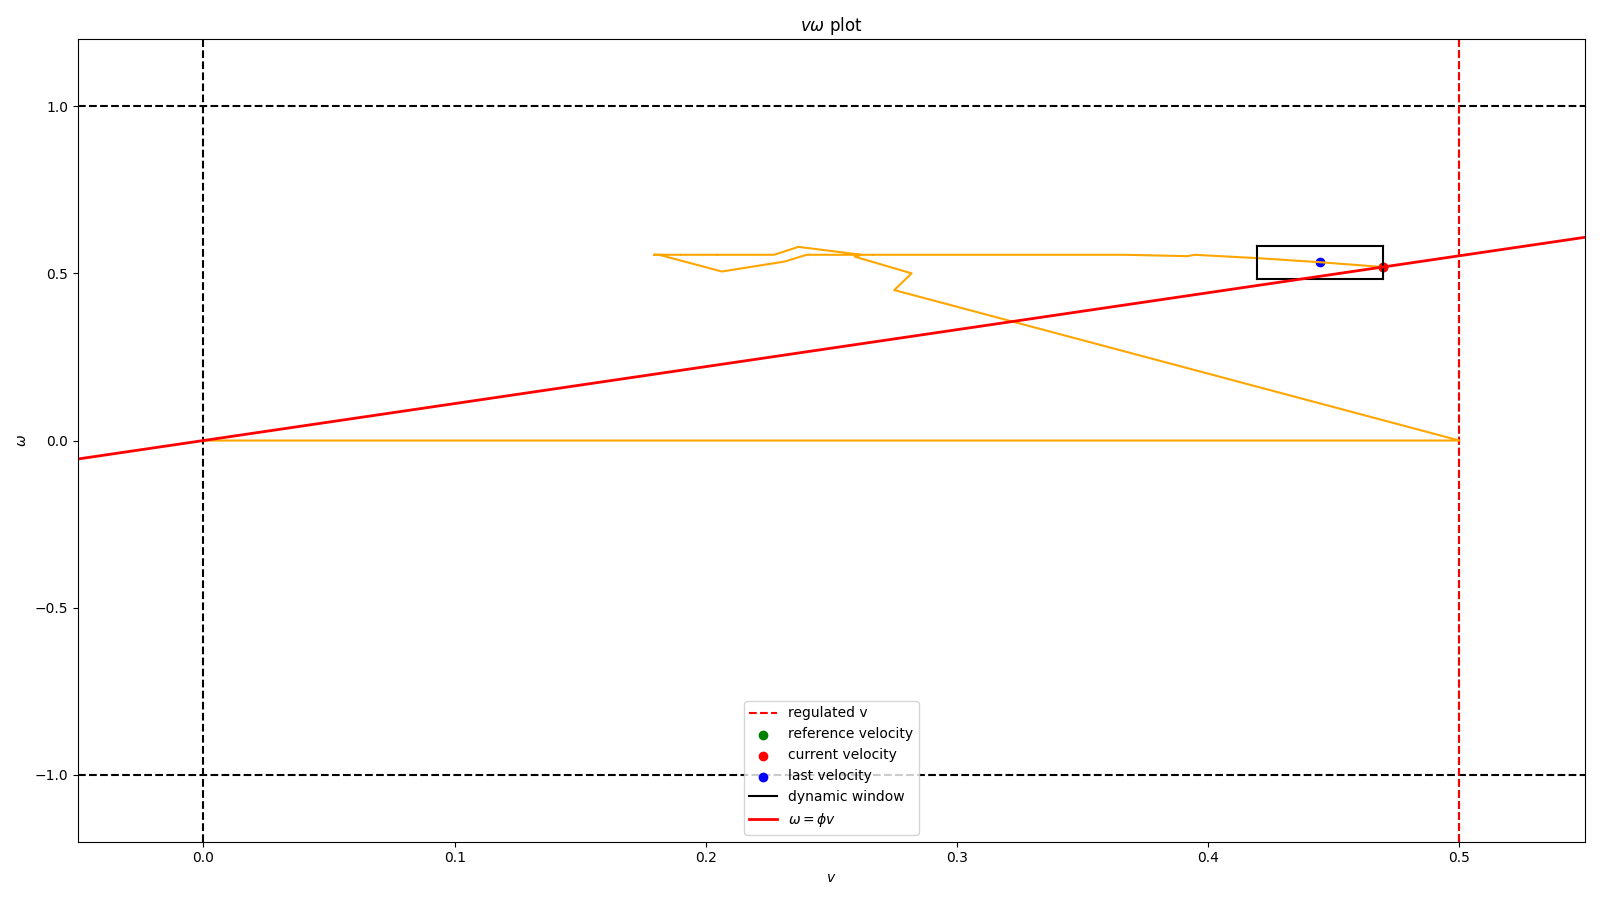 vω plot
1.0
0.5
0.0
−0.5
−1.0
ω
0.0 0.1 0.2 0.3 0.4 0.5
v
regulated v
reference velocity
current velocity
last velocity
dynamic window
ω = ϕv